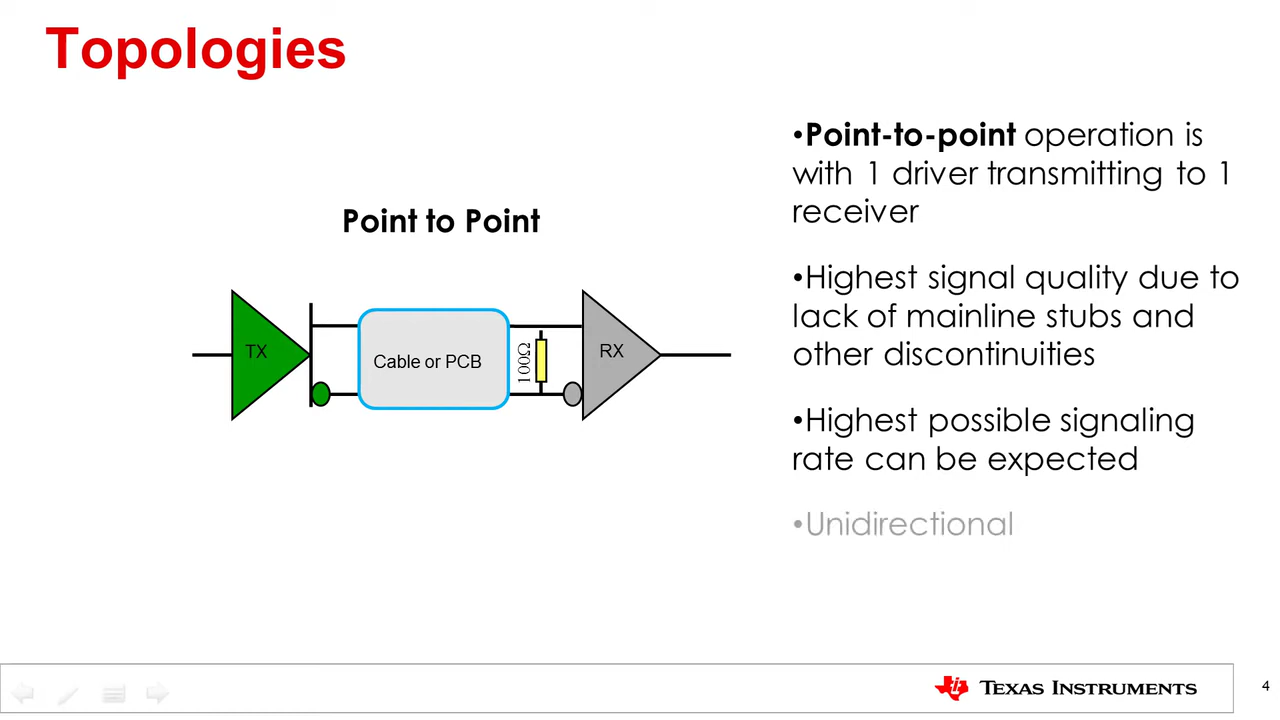 Topologies
Point to Point
TX
Cable or PCB
100Ω
RX
•Point-to-point operation is
with 1 driver transmitting to 1
receiver
•Highest signal quality due to
lack of mainline stubs and
other discontinuities
•Highest possible signaling
rate can be expected
•Unidirectional
TEXAS INSTRUMENTS
4